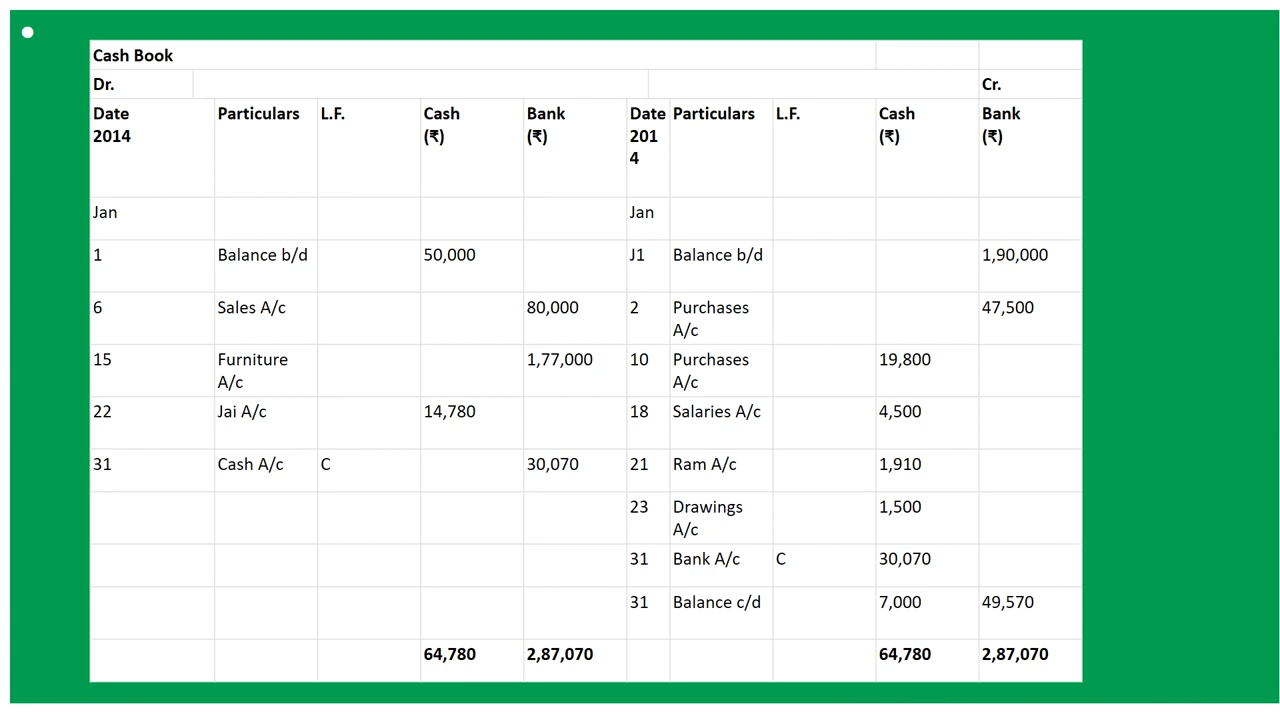 Cash Book
Dr. Cr.
Date Particulars L.F. Cash Bank Date Particulars L.F. Cash Bank
2014 (₹) (₹) 201 (₹) (₹)
4
Jan Jan
1 Balance b/d 50,000 J1 Balance b/d 1,90,000
6 Sales A/c 80,000 2 Purchases 47,500
A/c
15 Furniture 1,77,000 10 Purchases 19,800
A/c A/c
22 Jai A/c 14,780 18 Salaries A/c 4,500
31 Cash A/c C 30,070 21 Ram A/c 1,910
23 Drawings 1,500
A/c
31 Bank A/c C 30,070
31 Balance c/d 7,000 49,570
64,780 2,87,070 64,780 2,87,070